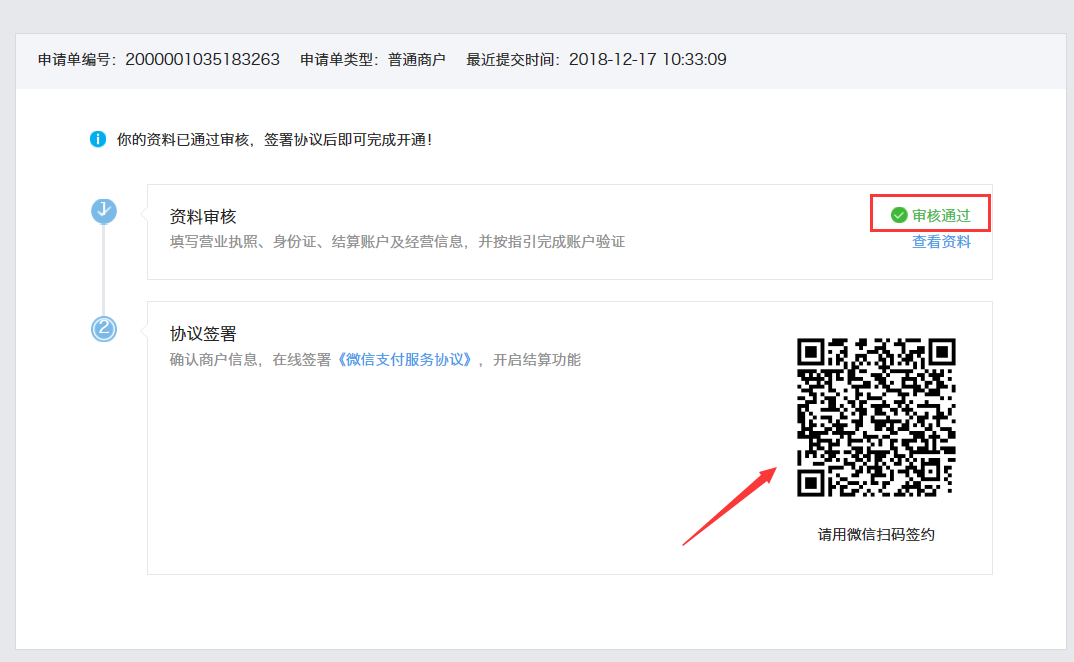 申请单编号：2000001035183263 申请单类型：普通商户 最近提交时间：2018-12-17 10:33:09
你的资料已通过审核，签署协议后即可完成开通！
1
资料审核
审核通过
填写营业执照、身份证、结算账户及经营信息，并按指引完成账户验证
查看资料
2
协议签署
确认商户信息，在线签署《微信支付服务协议》，开启结算功能
请用微信扫码签约